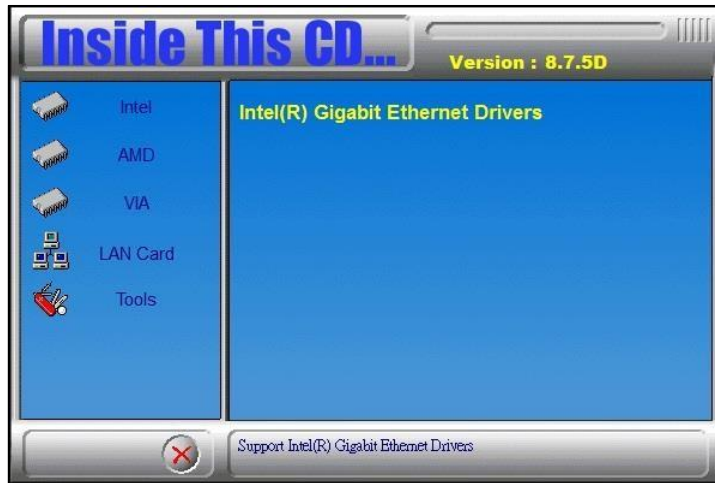 Inside This CD...
Version : 8.7.5D
Intel
AMD
VIA
LAN Card
Tools
Intel(R) Gigabit Ethernet Drivers
Support Intel(R) Gigabit Ethernet Drivers